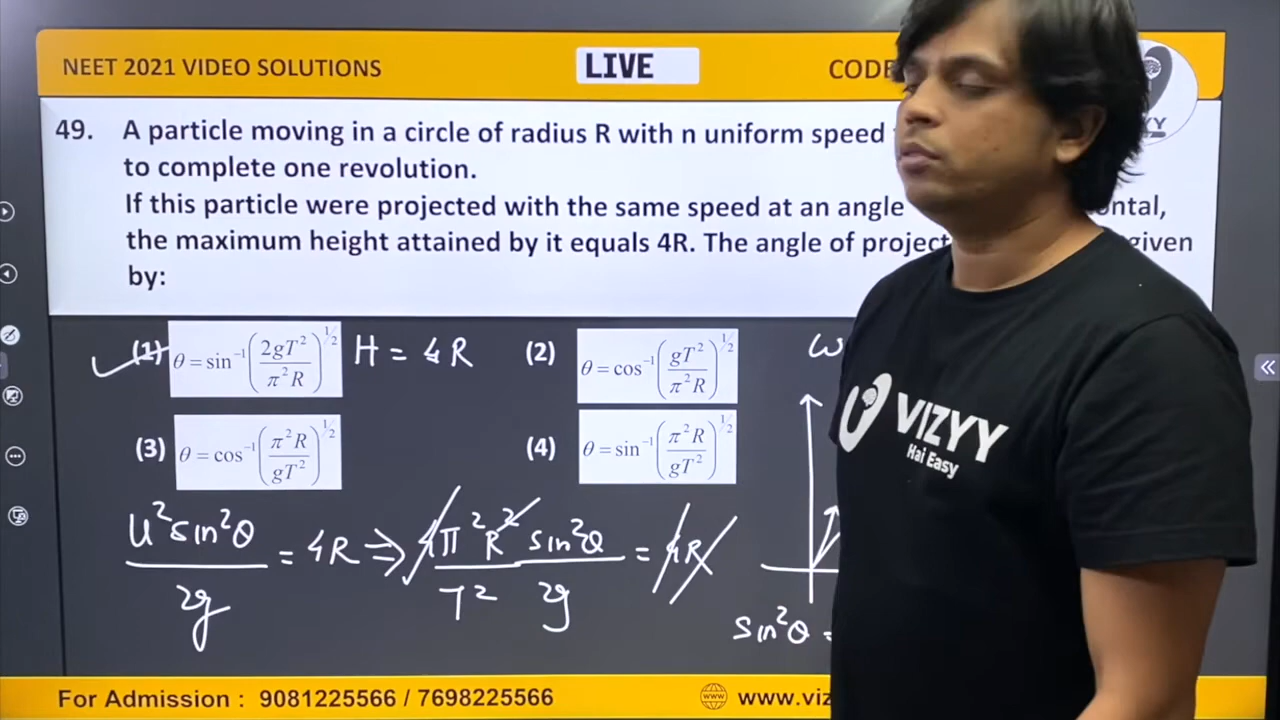 NEET 2021 VIDEO SOLUTIONS LIVE CODE
49. A particle moving in a circle of radius R with n uniform speed
to complete one revolution.
If this particle were projected with the same speed at an angle
the maximum height attained by it equals 4R. The angle of project given
by:
(1) θ = sin⁻¹(2gT²/π²R)^1/2 H = 4R (2) θ = cos⁻¹(gT²/π²R)^1/2 ω
(3) θ = cos⁻¹(π²R/gT²)^1/2 (4) θ = sin⁻¹(π²R/gT²)^1/2
u²sin²θ/2g = 4R ⇒ 4π²R²sin²θ/T² 2g = 4R
sin²θ =
VIZYY
Hai Easy
For Admission : 9081225566 / 7698225566 www.viz